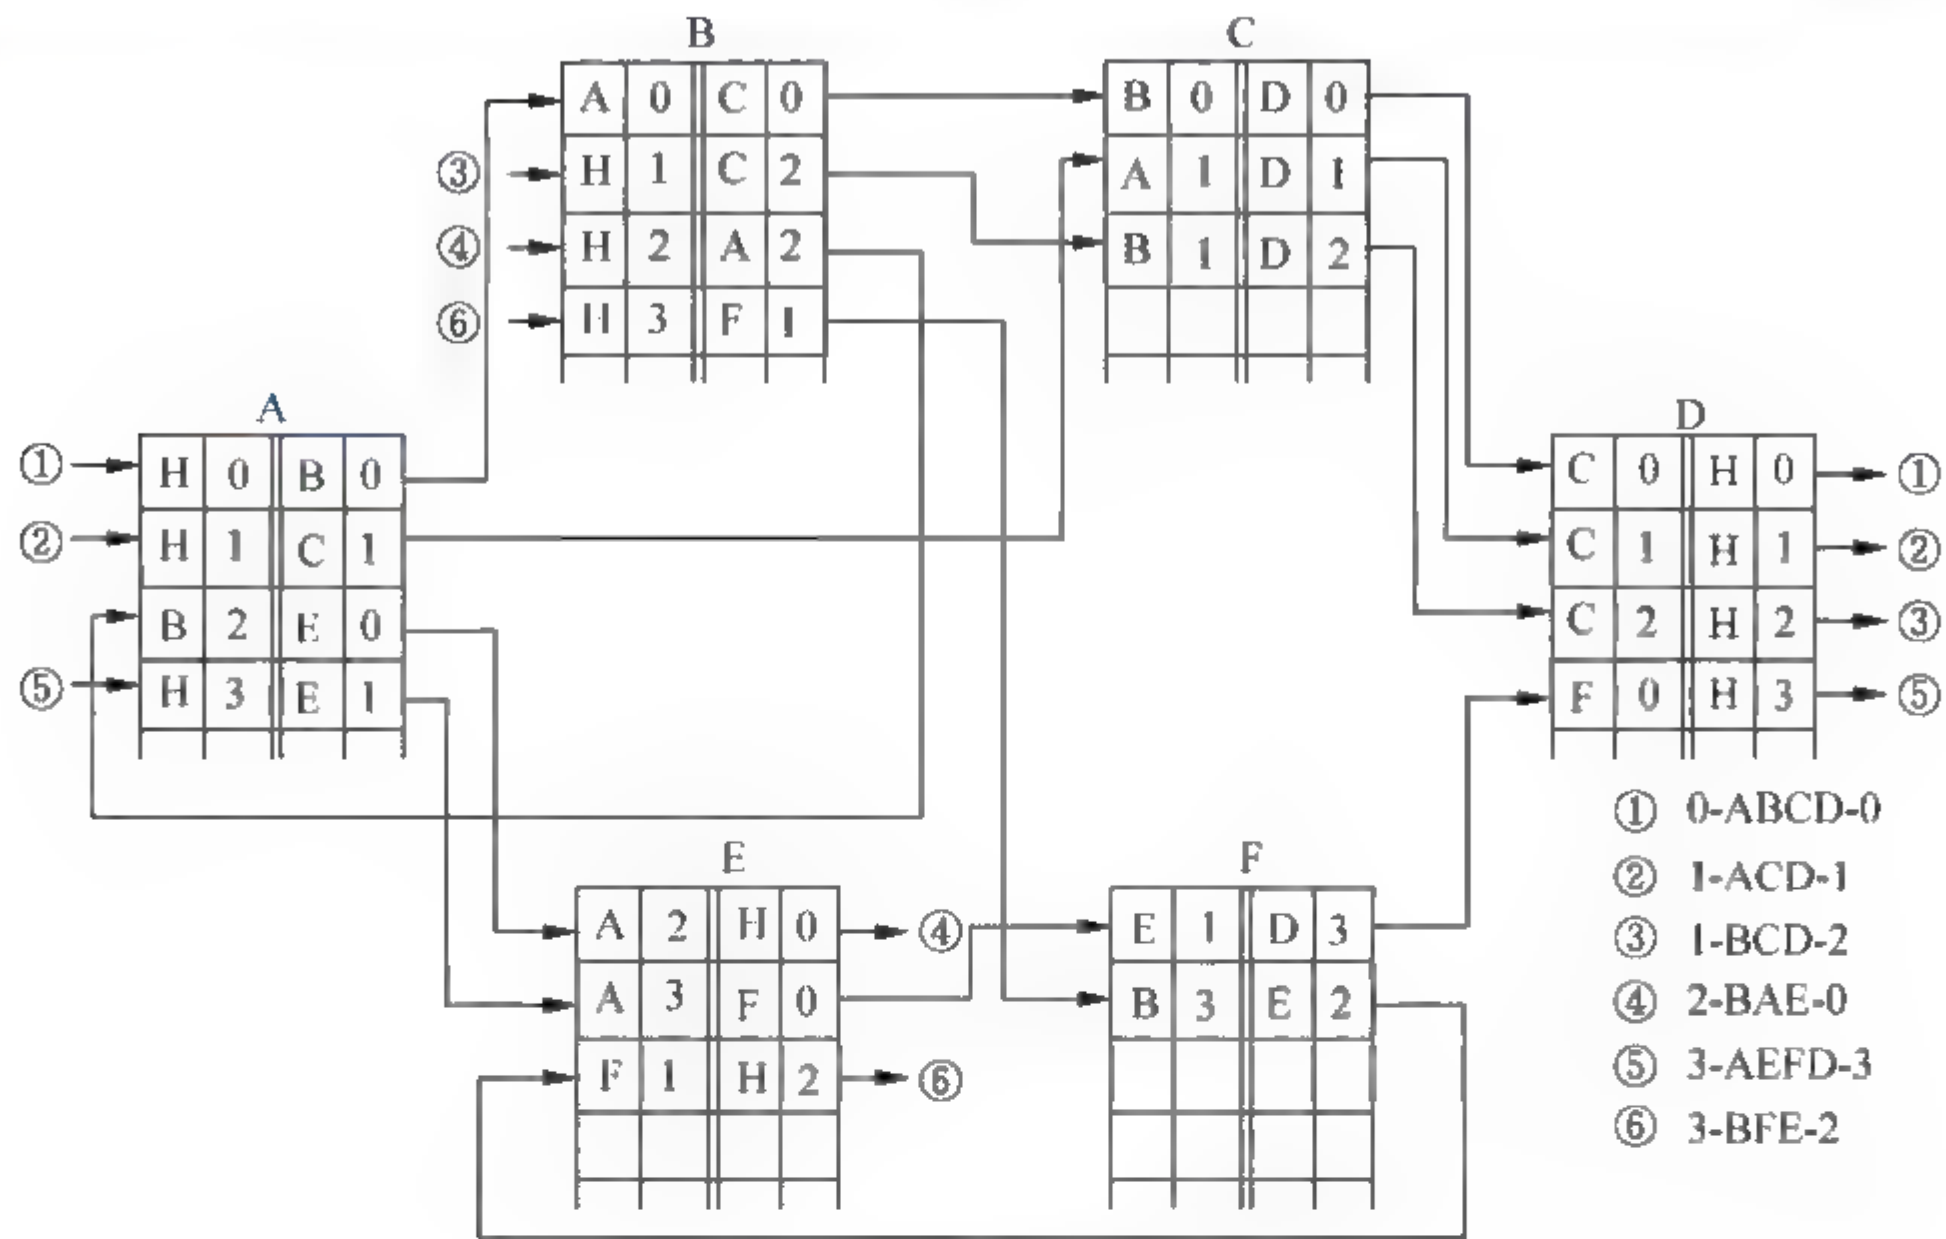 B
A 0 C 0
③ H 1 C 2
④ H 2 A 2
⑥ H 3 F 1
C
B 0 D 0
A 1 D 1
B 1 D 2
A
① H 0 B 0
② H 1 C 1
B 2 E 0
⑤ H 3 E 1
D
C 0 H 0 ①
C 1 H 1 ②
C 2 H 2 ③
F 0 H 3 ⑤
E
A 2 H 0 ④
A 3 F 0
F 1 H 2 ⑥
F
E 1 D 3
B 3 E 2
① 0-ABCD-0
② 1-ACD-1
③ 1-BCD-2
④ 2-BAE-0
⑤ 3-AEFD-3
⑥ 3-BFE-2